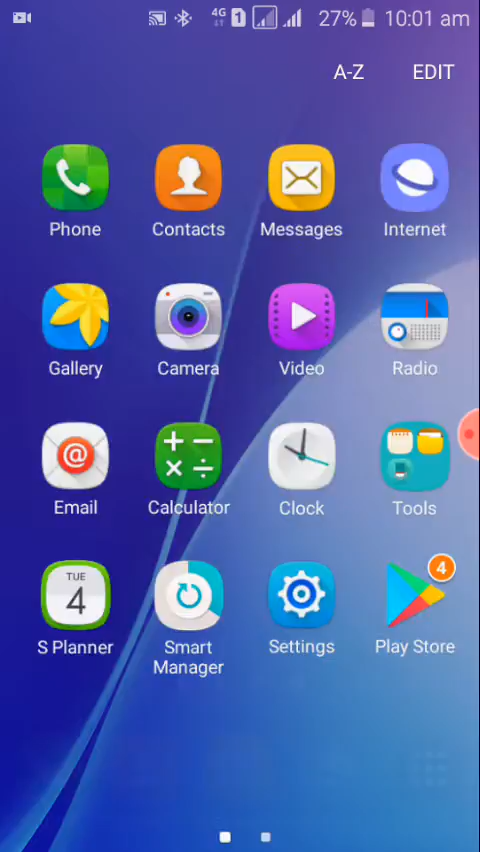 4G 1 27% 10:01 am
A-Z EDIT
Phone Contacts Messages Internet
Gallery Camera Video Radio
@
Email Calculator Clock Tools
TUE
4
4
S Planner Smart Manager Settings Play Store